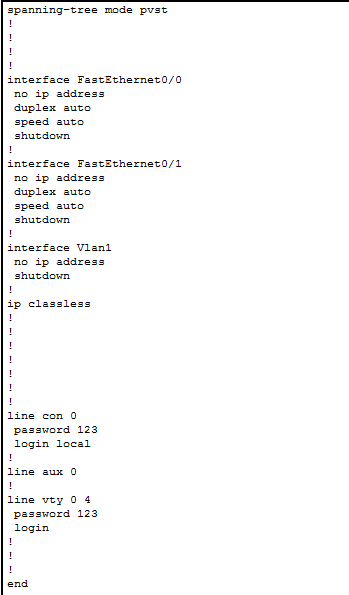 spanning-tree mode pvst
!
!
!
!
interface FastEthernet0/0
 no ip address
 duplex auto
 speed auto
 shutdown
!
interface FastEthernet0/1
 no ip address
 duplex auto
 speed auto
 shutdown
!
interface Vlan1
 no ip address
 shutdown
!
ip classless
!
!
!
!
!
!
!
line con 0
 password 123
 login local
!
line aux 0
!
line vty 0 4
 password 123
 login
!
!
!
end